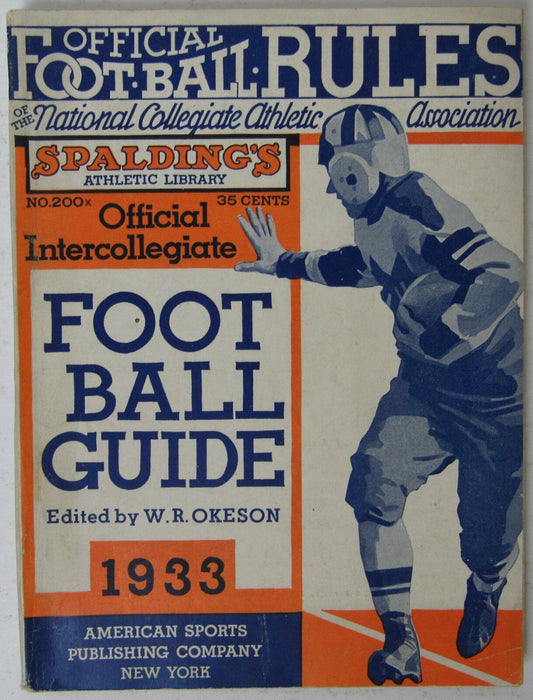 OFFICIAL
FOOT·BALL·RULES
OF THE National Collegiate Athletic Association
SPALDING'S
ATHLETIC LIBRARY
NO.200x 35 CENTS
Official
Intercollegiate
FOOT
BALL
GUIDE
Edited by W.R. OKESON
1933
AMERICAN SPORTS
PUBLISHING COMPANY
NEW YORK